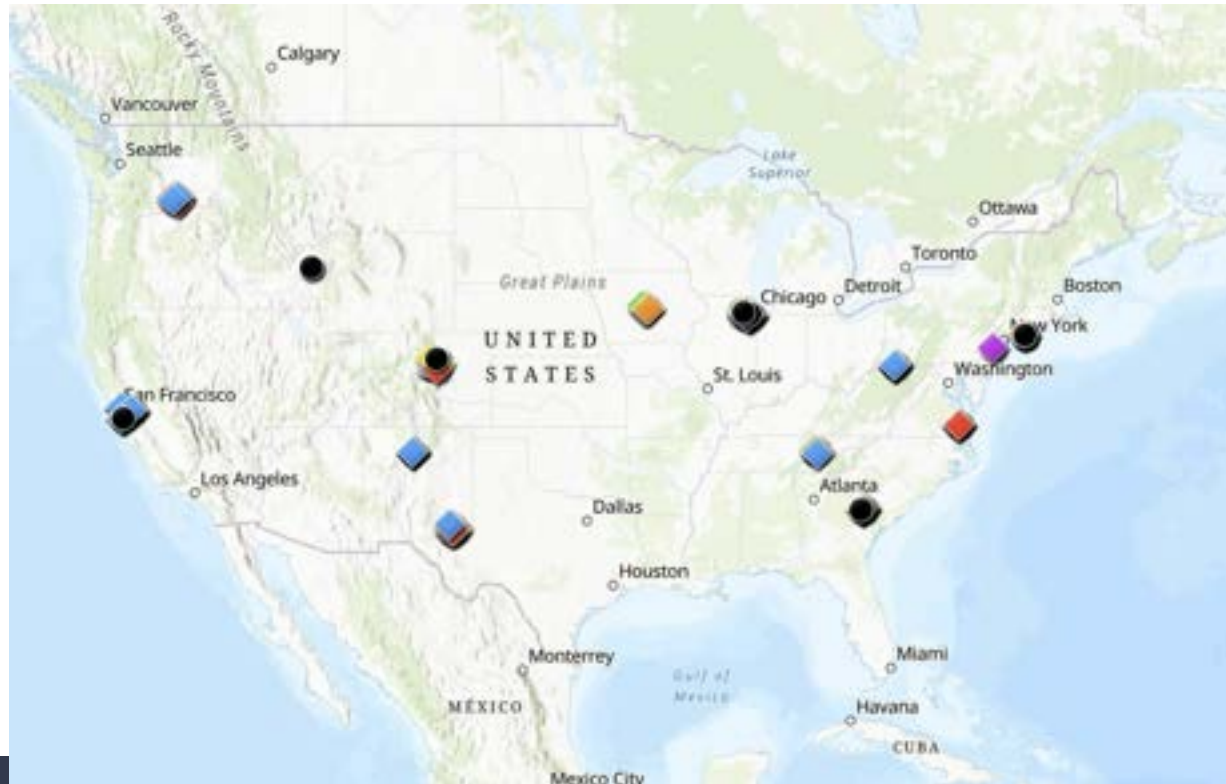 Rocky Mountains
Calgary
Vancouver
Seattle
Lake
Superior
Ottawa
Toronto
Great Plains
Chicago
Detroit
Boston
New York
UNITED
STATES
Washington
St. Louis
San Francisco
Los Angeles
Atlanta
Dallas
Houston
Monterrey
Gulf of
Mexico
Miami
MÉXICO
Havana
CUBA
Mexico City